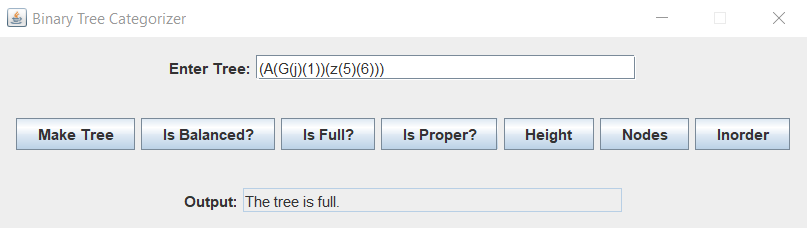 Binary Tree Categorizer
Enter Tree: (A(G(j)(1))(z(5)(6)))
Make Tree Is Balanced? Is Full? Is Proper? Height Nodes Inorder
Output: The tree is full.